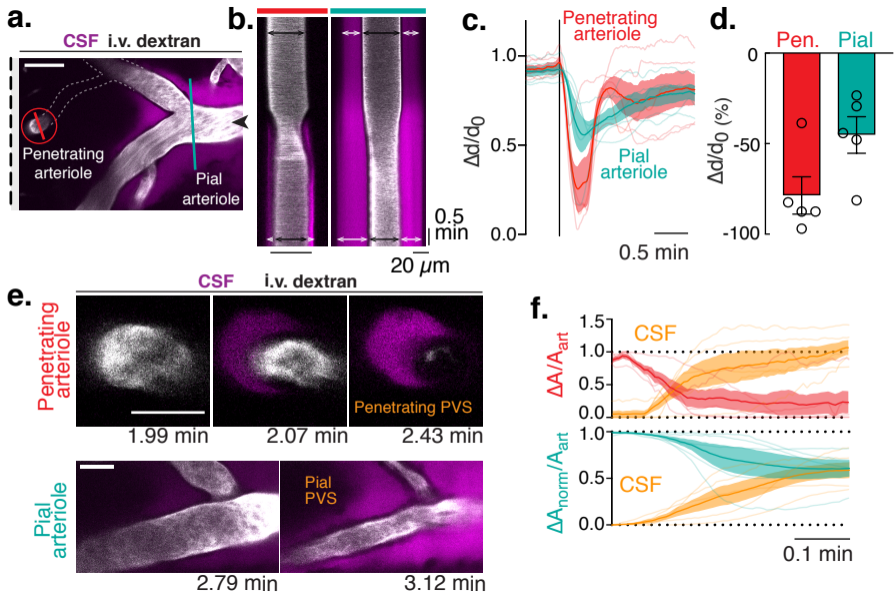 a.
CSF i.v. dextran
Penetrating
arteriole
Pial
arteriole
b.
0.5
min
20 µm
c.
Penetrating
arteriole
Δd/d0
1.0
0.5
0.0
Pial
arteriole
0.5 min
d.
Pen. Pial
Δd/d0 (%)
0
-50
-100
e.
CSF i.v. dextran
Penetrating
arteriole
Penetrating PVS
1.99 min 2.07 min 2.43 min
Pial
arteriole
Pial
PVS
2.79 min 3.12 min
f.
ΔA/Aart
1.5
1.0
0.5
0.0
CSF
ΔAnorm/Aart
1.0
0.5
0.0
CSF
0.1 min